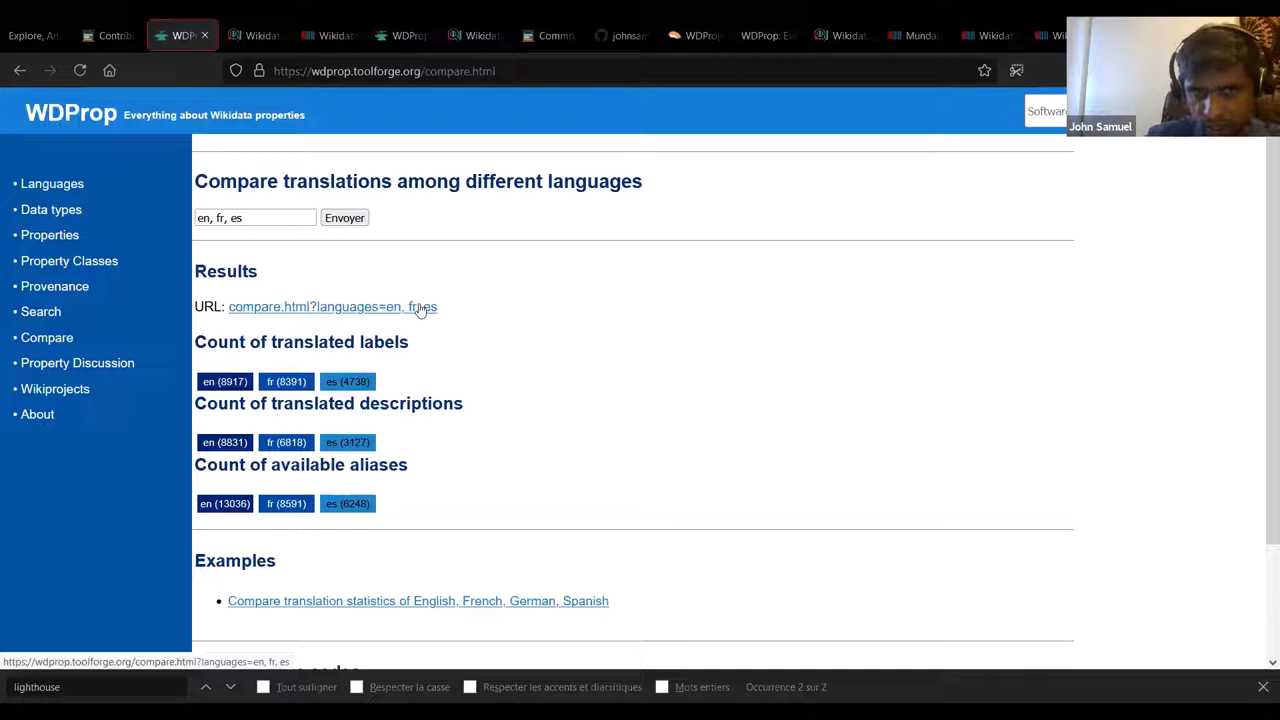 Explore, An
Contrib
WDP
Wikidat
Wikidat
WDProp
Wikidat
Commo
johnsam
WDProp
WDProp: Ev
Wikidat
Mundai
Wikidat
Wi
https://wdprop.toolforge.org/compare.html
WDProp Everything about Wikidata properties
Softwar
John Samuel
• Languages
• Data types
• Properties
• Property Classes
• Provenance
• Search
• Compare
• Property Discussion
• Wikiprojects
• About
Compare translations among different languages
en, fr, es Envoyer
Results
URL: compare.html?languages=en, fr, es
Count of translated labels
en (8917) fr (8391) es (4738)
Count of translated descriptions
en (8831) fr (6818) es (3127)
Count of available aliases
en (13036) fr (8591) es (6248)
Examples
• Compare translation statistics of English, French, German, Spanish
https://wdprop.toolforge.org/compare.html?languages=en, fr, es
lighthouse Tout surligner Respecter la casse Respecter les accents et diacritiques Mots entiers Occurrence 2 sur 2